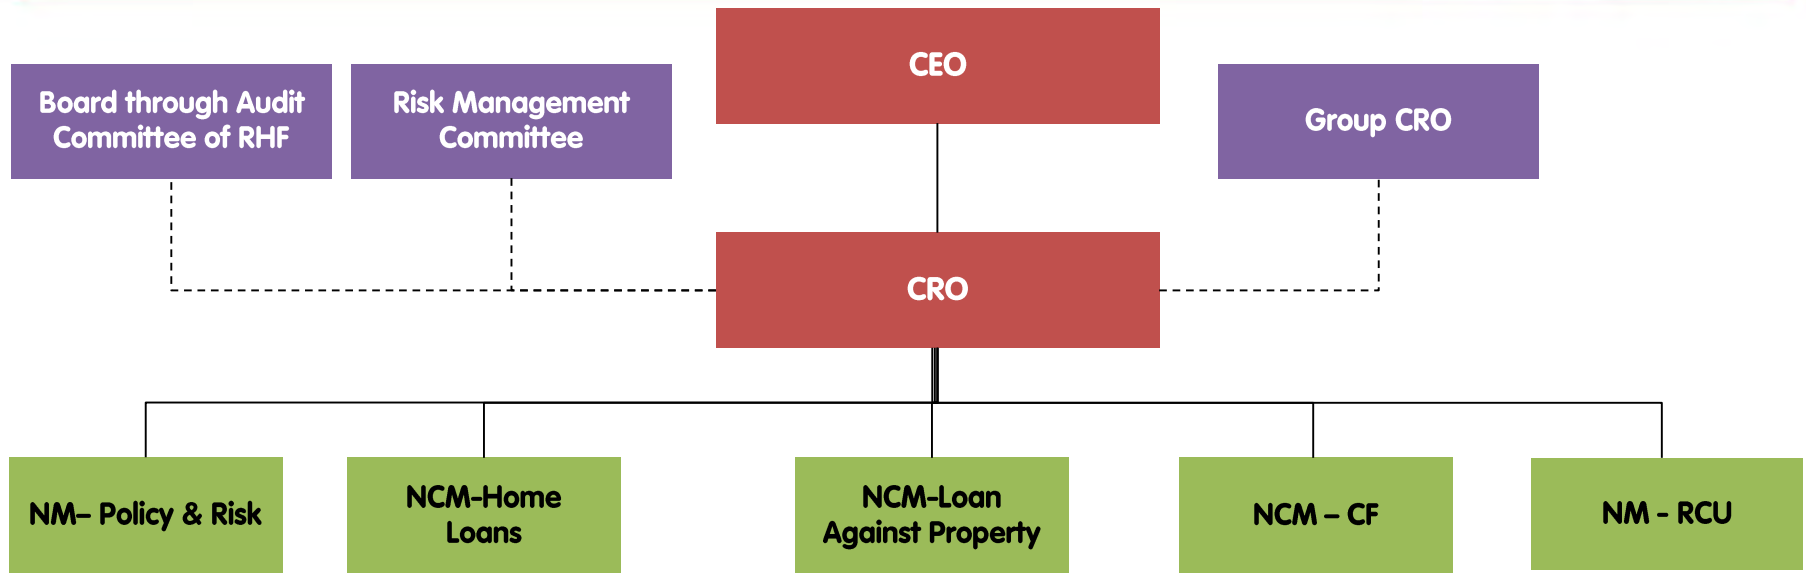 CEO
Board through Audit
Committee of RHF
Risk Management
Committee
Group CRO
CRO
NM– Policy & Risk
NCM-Home
Loans
NCM-Loan
Against Property
NCM – CF
NM - RCU